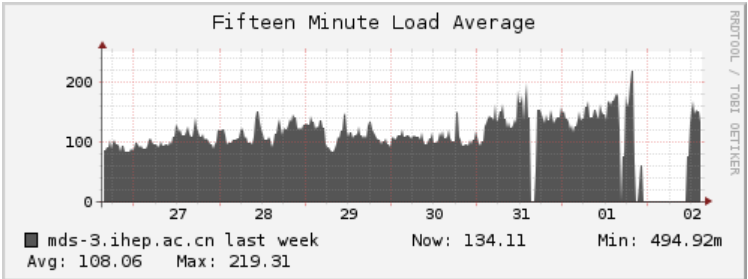 Fifteen Minute Load Average
RRDTOOL / TOBI OETIKER
200
100
0
27 28 29 30 31 01 02
mds-3.ihep.ac.cn last week Now: 134.11 Min: 494.92m
Avg: 108.06 Max: 219.31